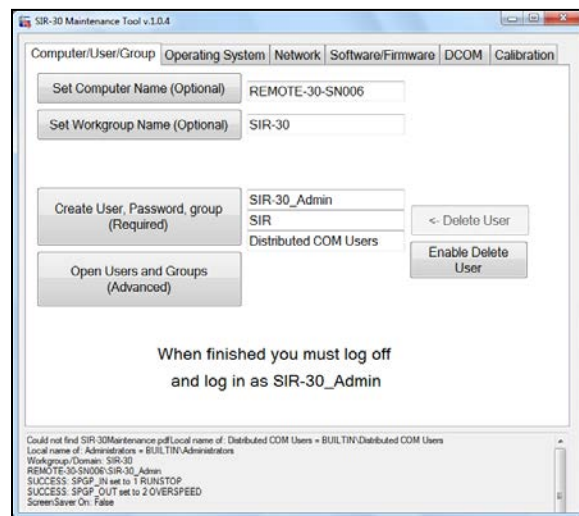 SIR-30 Maintenance Tool v.1.0.4
Computer/User/Group Operating System Network Software/Firmware DCOM Calibration
Set Computer Name (Optional) REMOTE-30-SN006
Set Workgroup Name (Optional) SIR-30
Create User, Password, group
(Required)
SIR-30_Admin
SIR
Distributed COM Users
<- Delete User
Enable Delete
User
Open Users and Groups
(Advanced)
When finished you must log off
and log in as SIR-30_Admin
Could not find SIR-30Maintenance.pdfLocal name of: Distributed COM Users = BUILTIN\Distributed COM Users
Local name of: Administrators = BUILTIN\Administrators
Workgroup/Domain: SIR-30
REMOTE-30-SN006\SIR-30_Admin
SUCCESS: SPGP_IN set to 1 RUNSTOP
SUCCESS: SPGP_OUT set to 2 OVERSPEED
ScreenSaver On: False